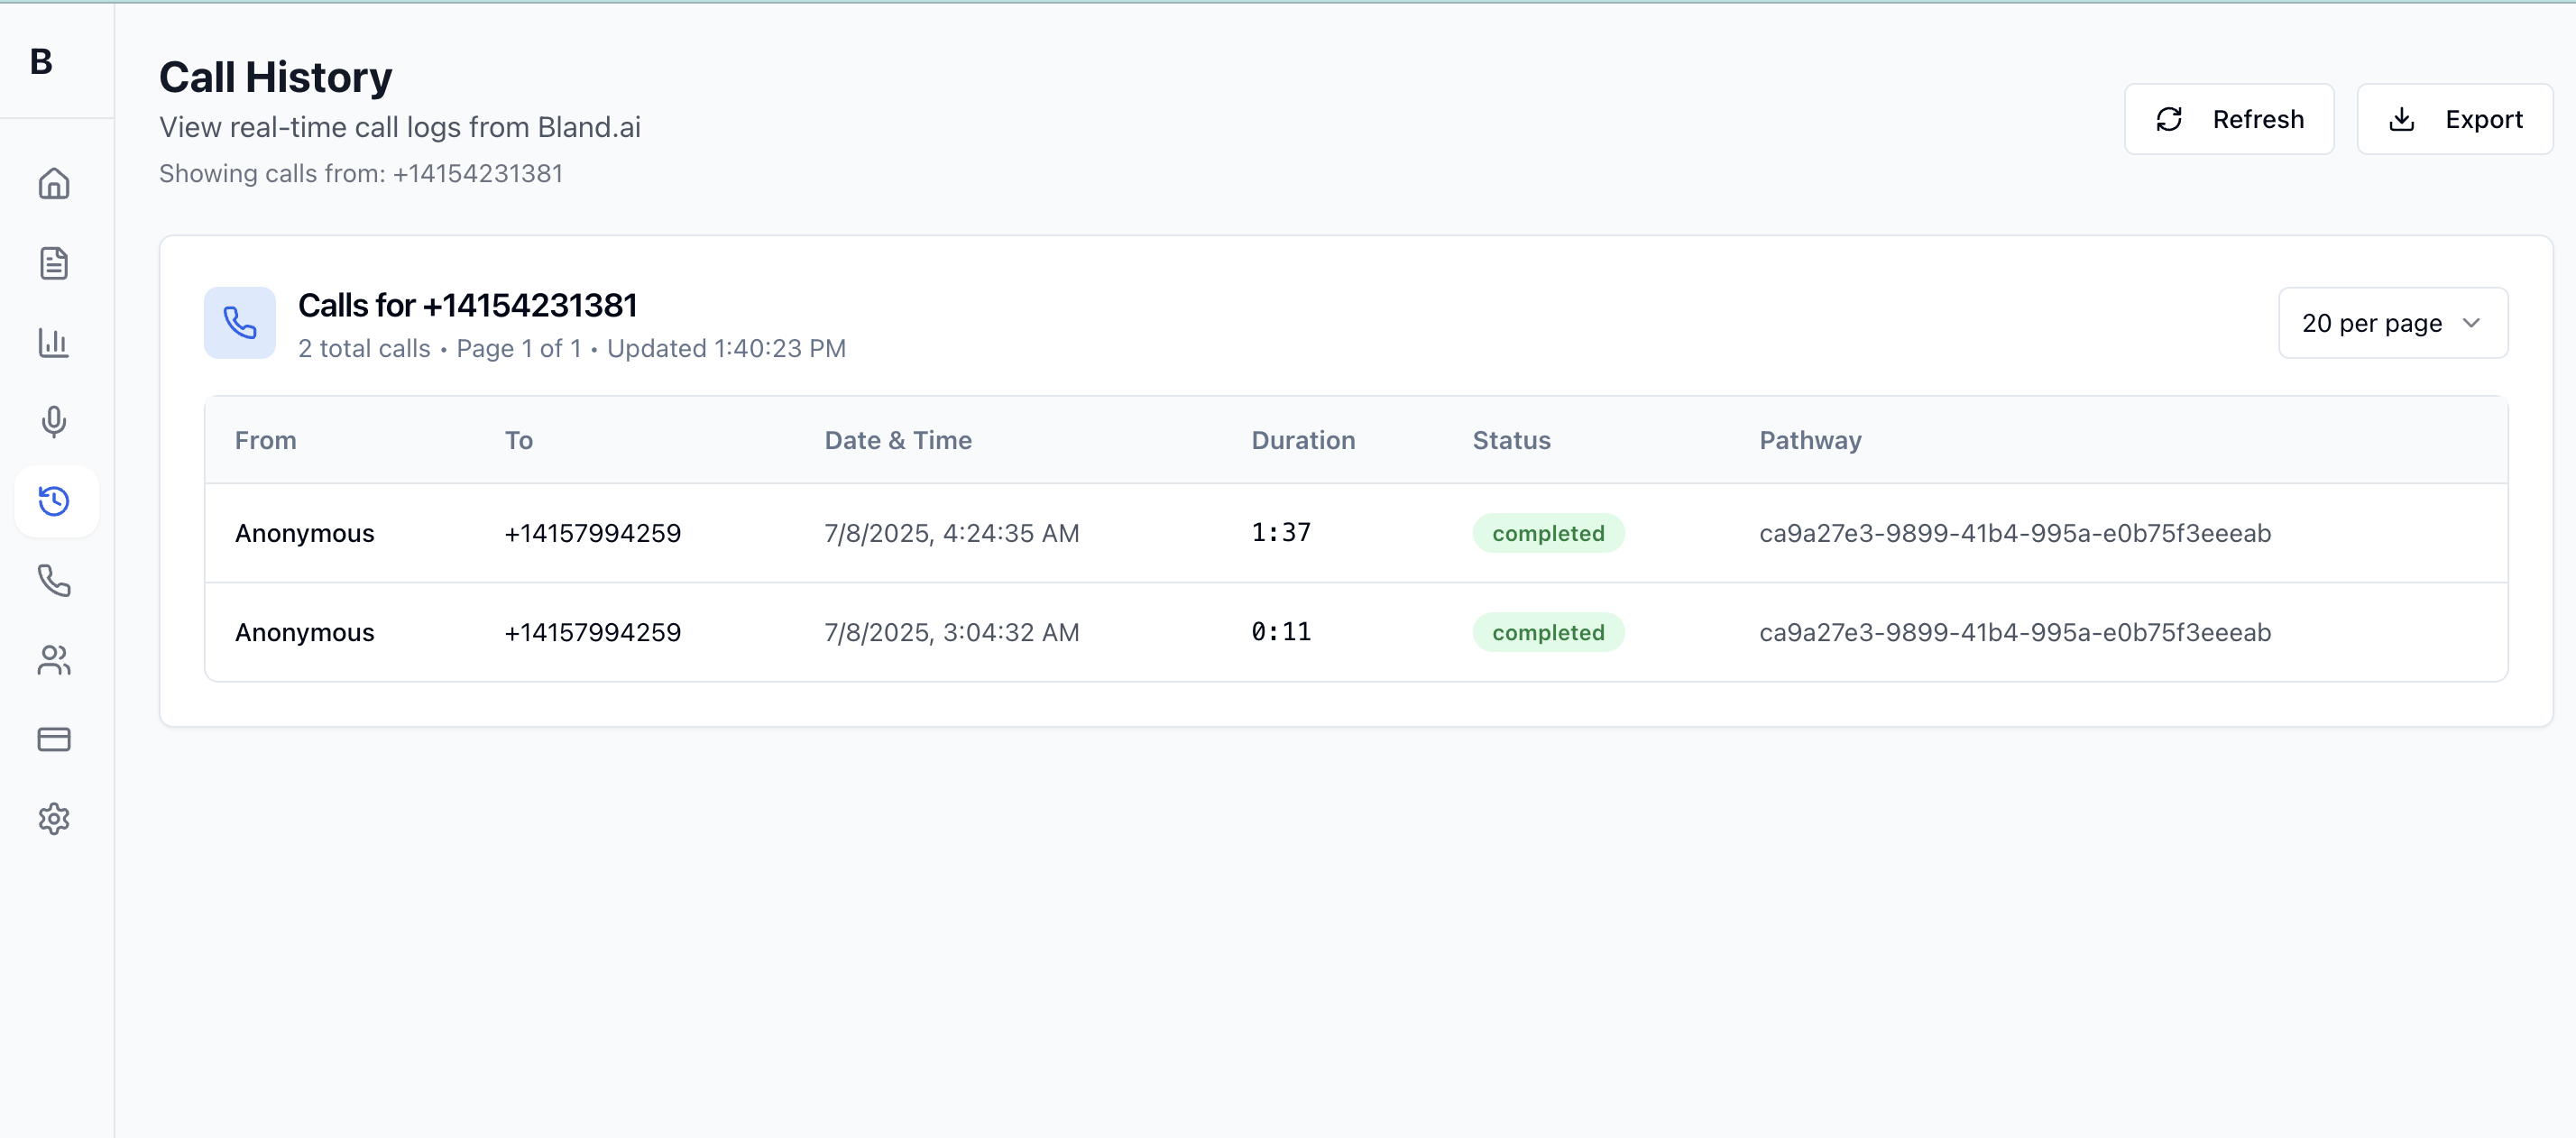 B
Call History
View real-time call logs from Bland.ai
Showing calls from: +14154231381
Refresh
Export
Calls for +14154231381
2 total calls • Page 1 of 1 • Updated 1:40:23 PM
20 per page
From To Date & Time Duration Status Pathway
Anonymous +14157994259 7/8/2025, 4:24:35 AM 1:37 completed ca9a27e3-9899-41b4-995a-e0b75f3eeeab
Anonymous +14157994259 7/8/2025, 3:04:32 AM 0:11 completed ca9a27e3-9899-41b4-995a-e0b75f3eeeab